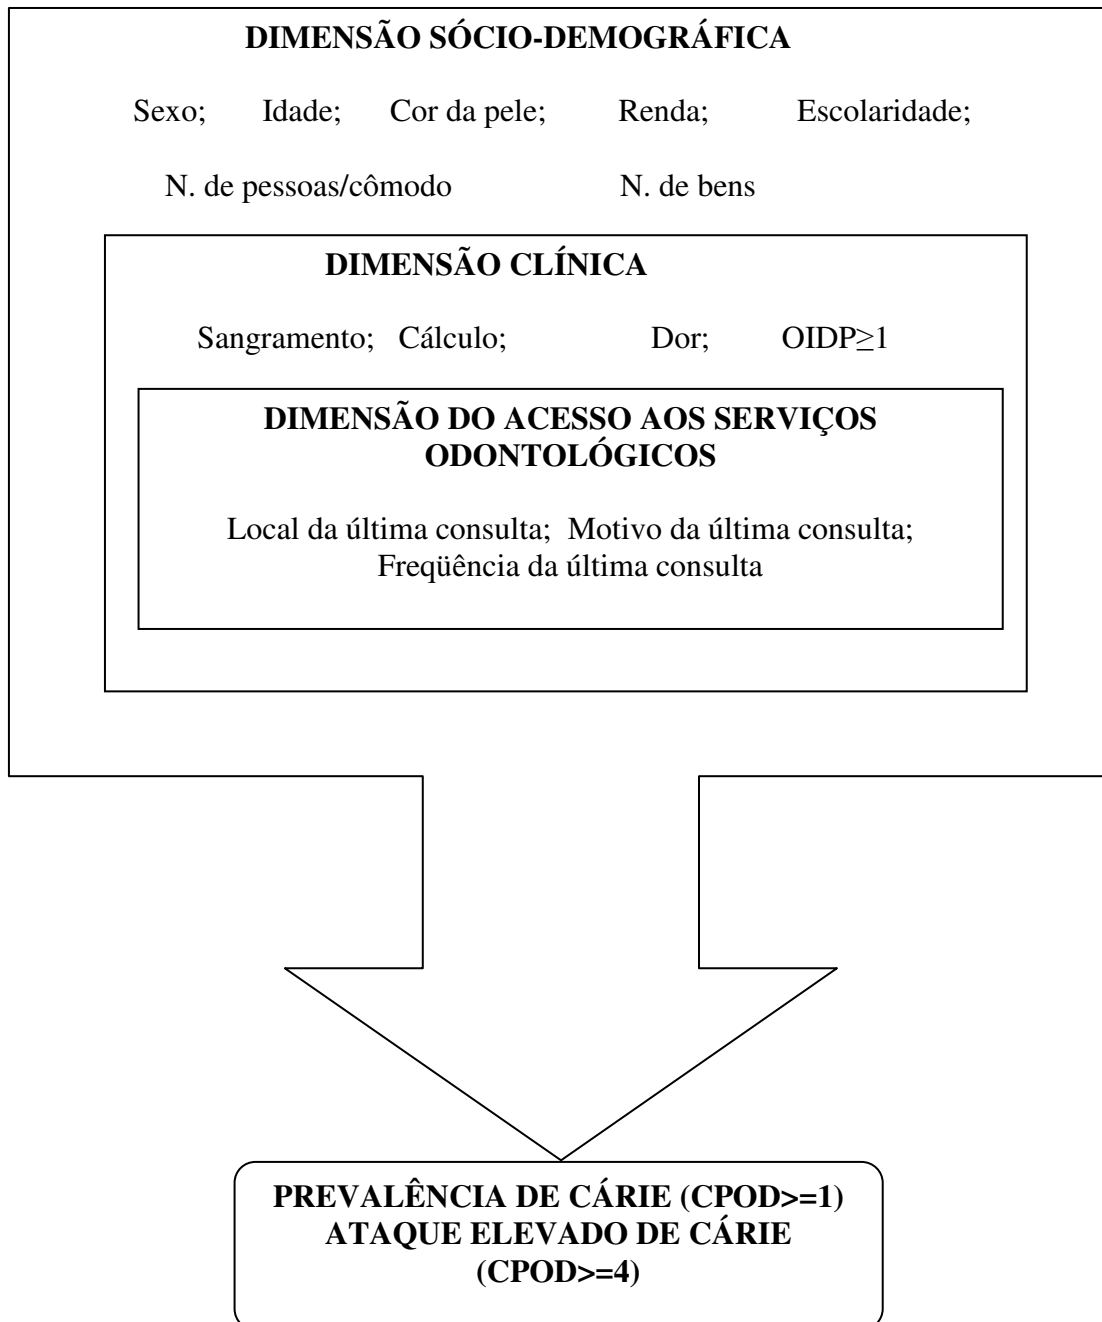 DIMENSÃO SÓCIO-DEMOGRÁFICA
Sexo; Idade; Cor da pele; Renda; Escolaridade;
N. de pessoas/cômodo N. de bens
DIMENSÃO CLÍNICA
Sangramento; Cálculo; Dor; OIDP≥1
DIMENSÃO DO ACESSO AOS SERVIÇOS
ODONTOLÓGICOS
Local da última consulta; Motivo da última consulta;
Freqüência da última consulta
PREVALÊNCIA DE CÁRIE (CPOD>=1)
ATAQUE ELEVADO DE CÁRIE
(CPOD>=4)